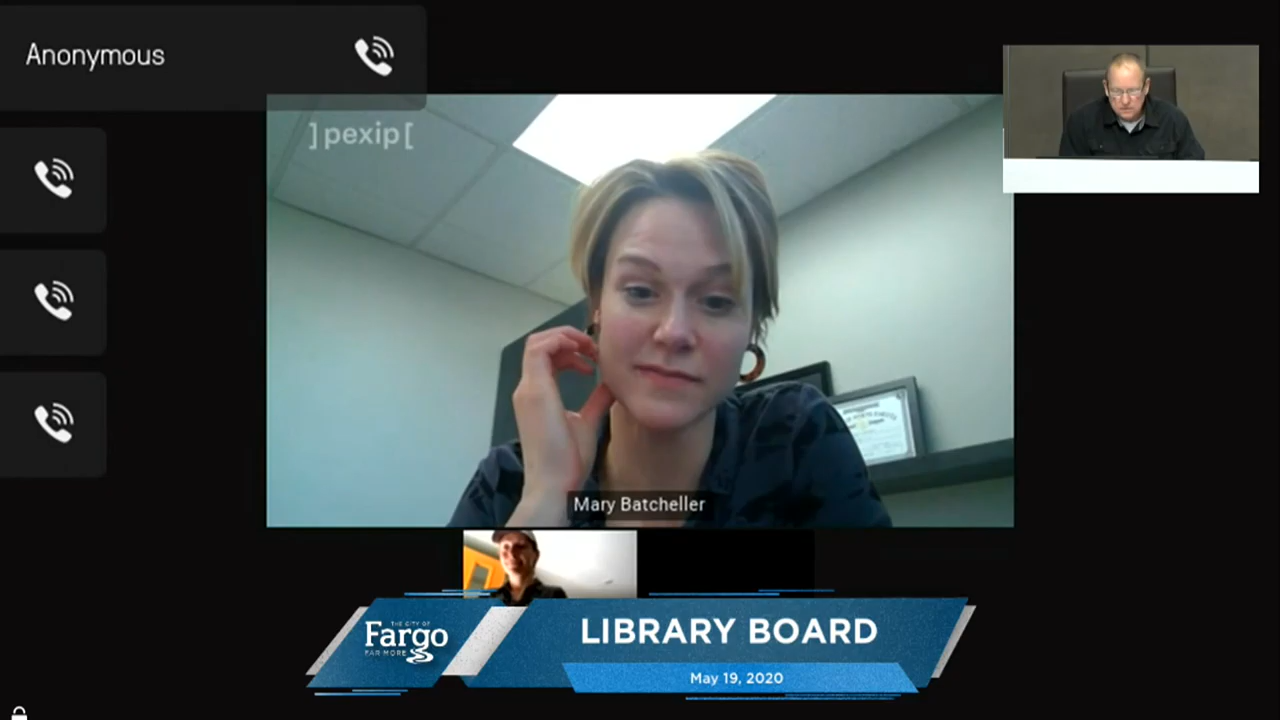 Anonymous
]pexip[
Mary Batcheller
THE CITY OF
Fargo
FAR MORE
LIBRARY BOARD
May 19, 2020